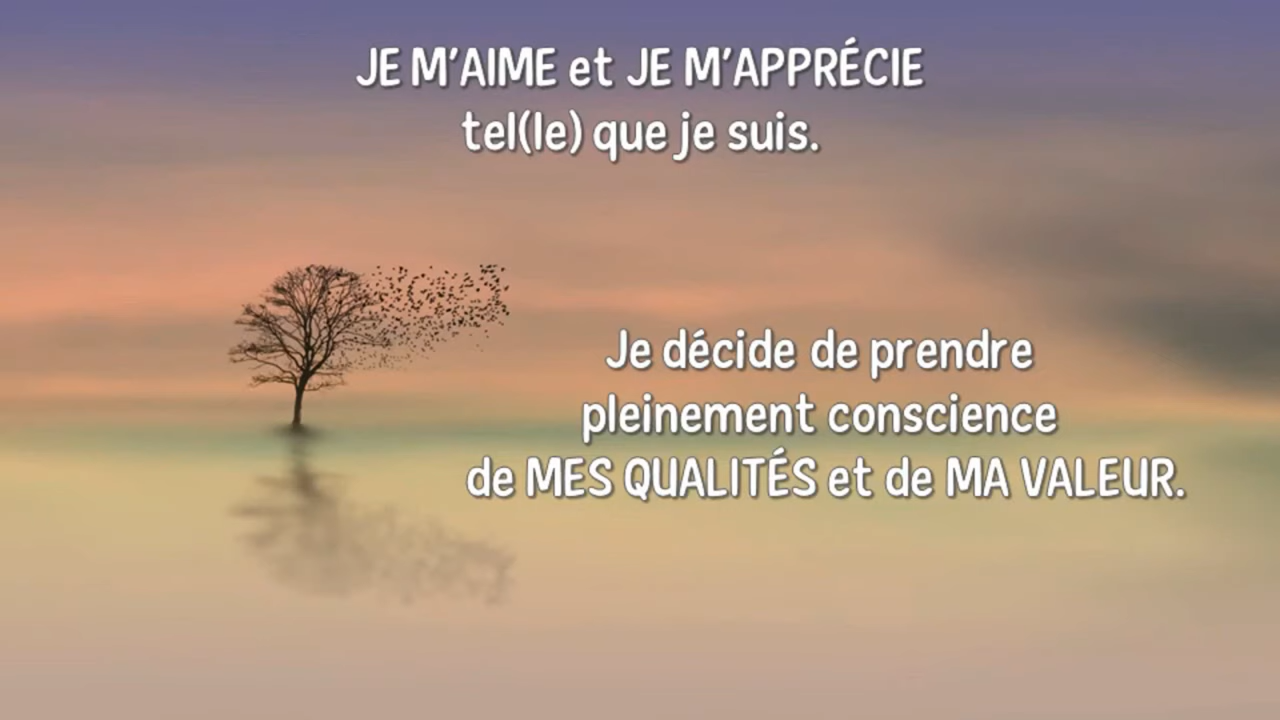 JE M'AIME et JE M'APPRÉCIE
tel(le) que je suis.
Je décide de prendre
pleinement conscience
de MES QUALITÉS et de MA VALEUR.